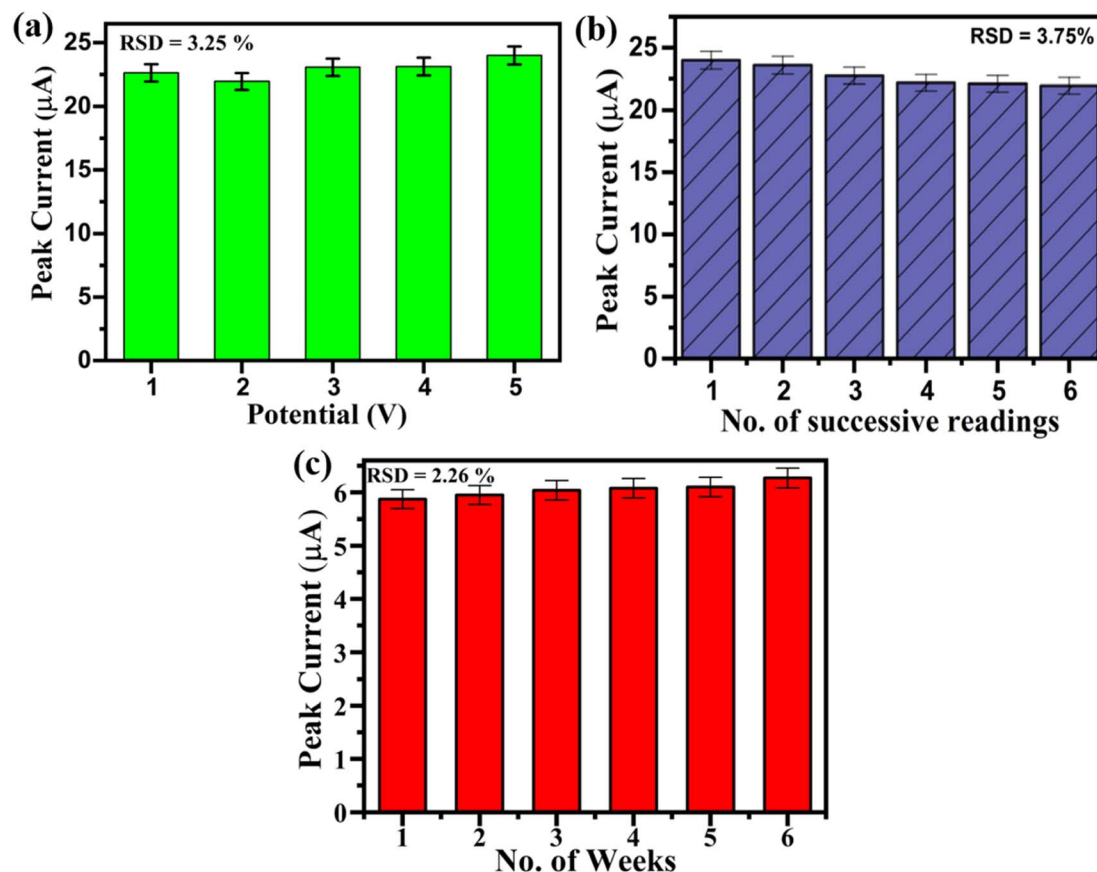 (a)
RSD = 3.25 %
Peak Current (μA)
25
20
15
10
5
0
1 2 3 4 5
Potential (V)
(b)
RSD = 3.75%
Peak Current (μA)
25
20
15
10
5
0
1 2 3 4 5 6
No. of successive readings
(c)
RSD = 2.26 %
Peak Current (μA)
6
5
4
3
2
1
0
1 2 3 4 5 6
No. of Weeks